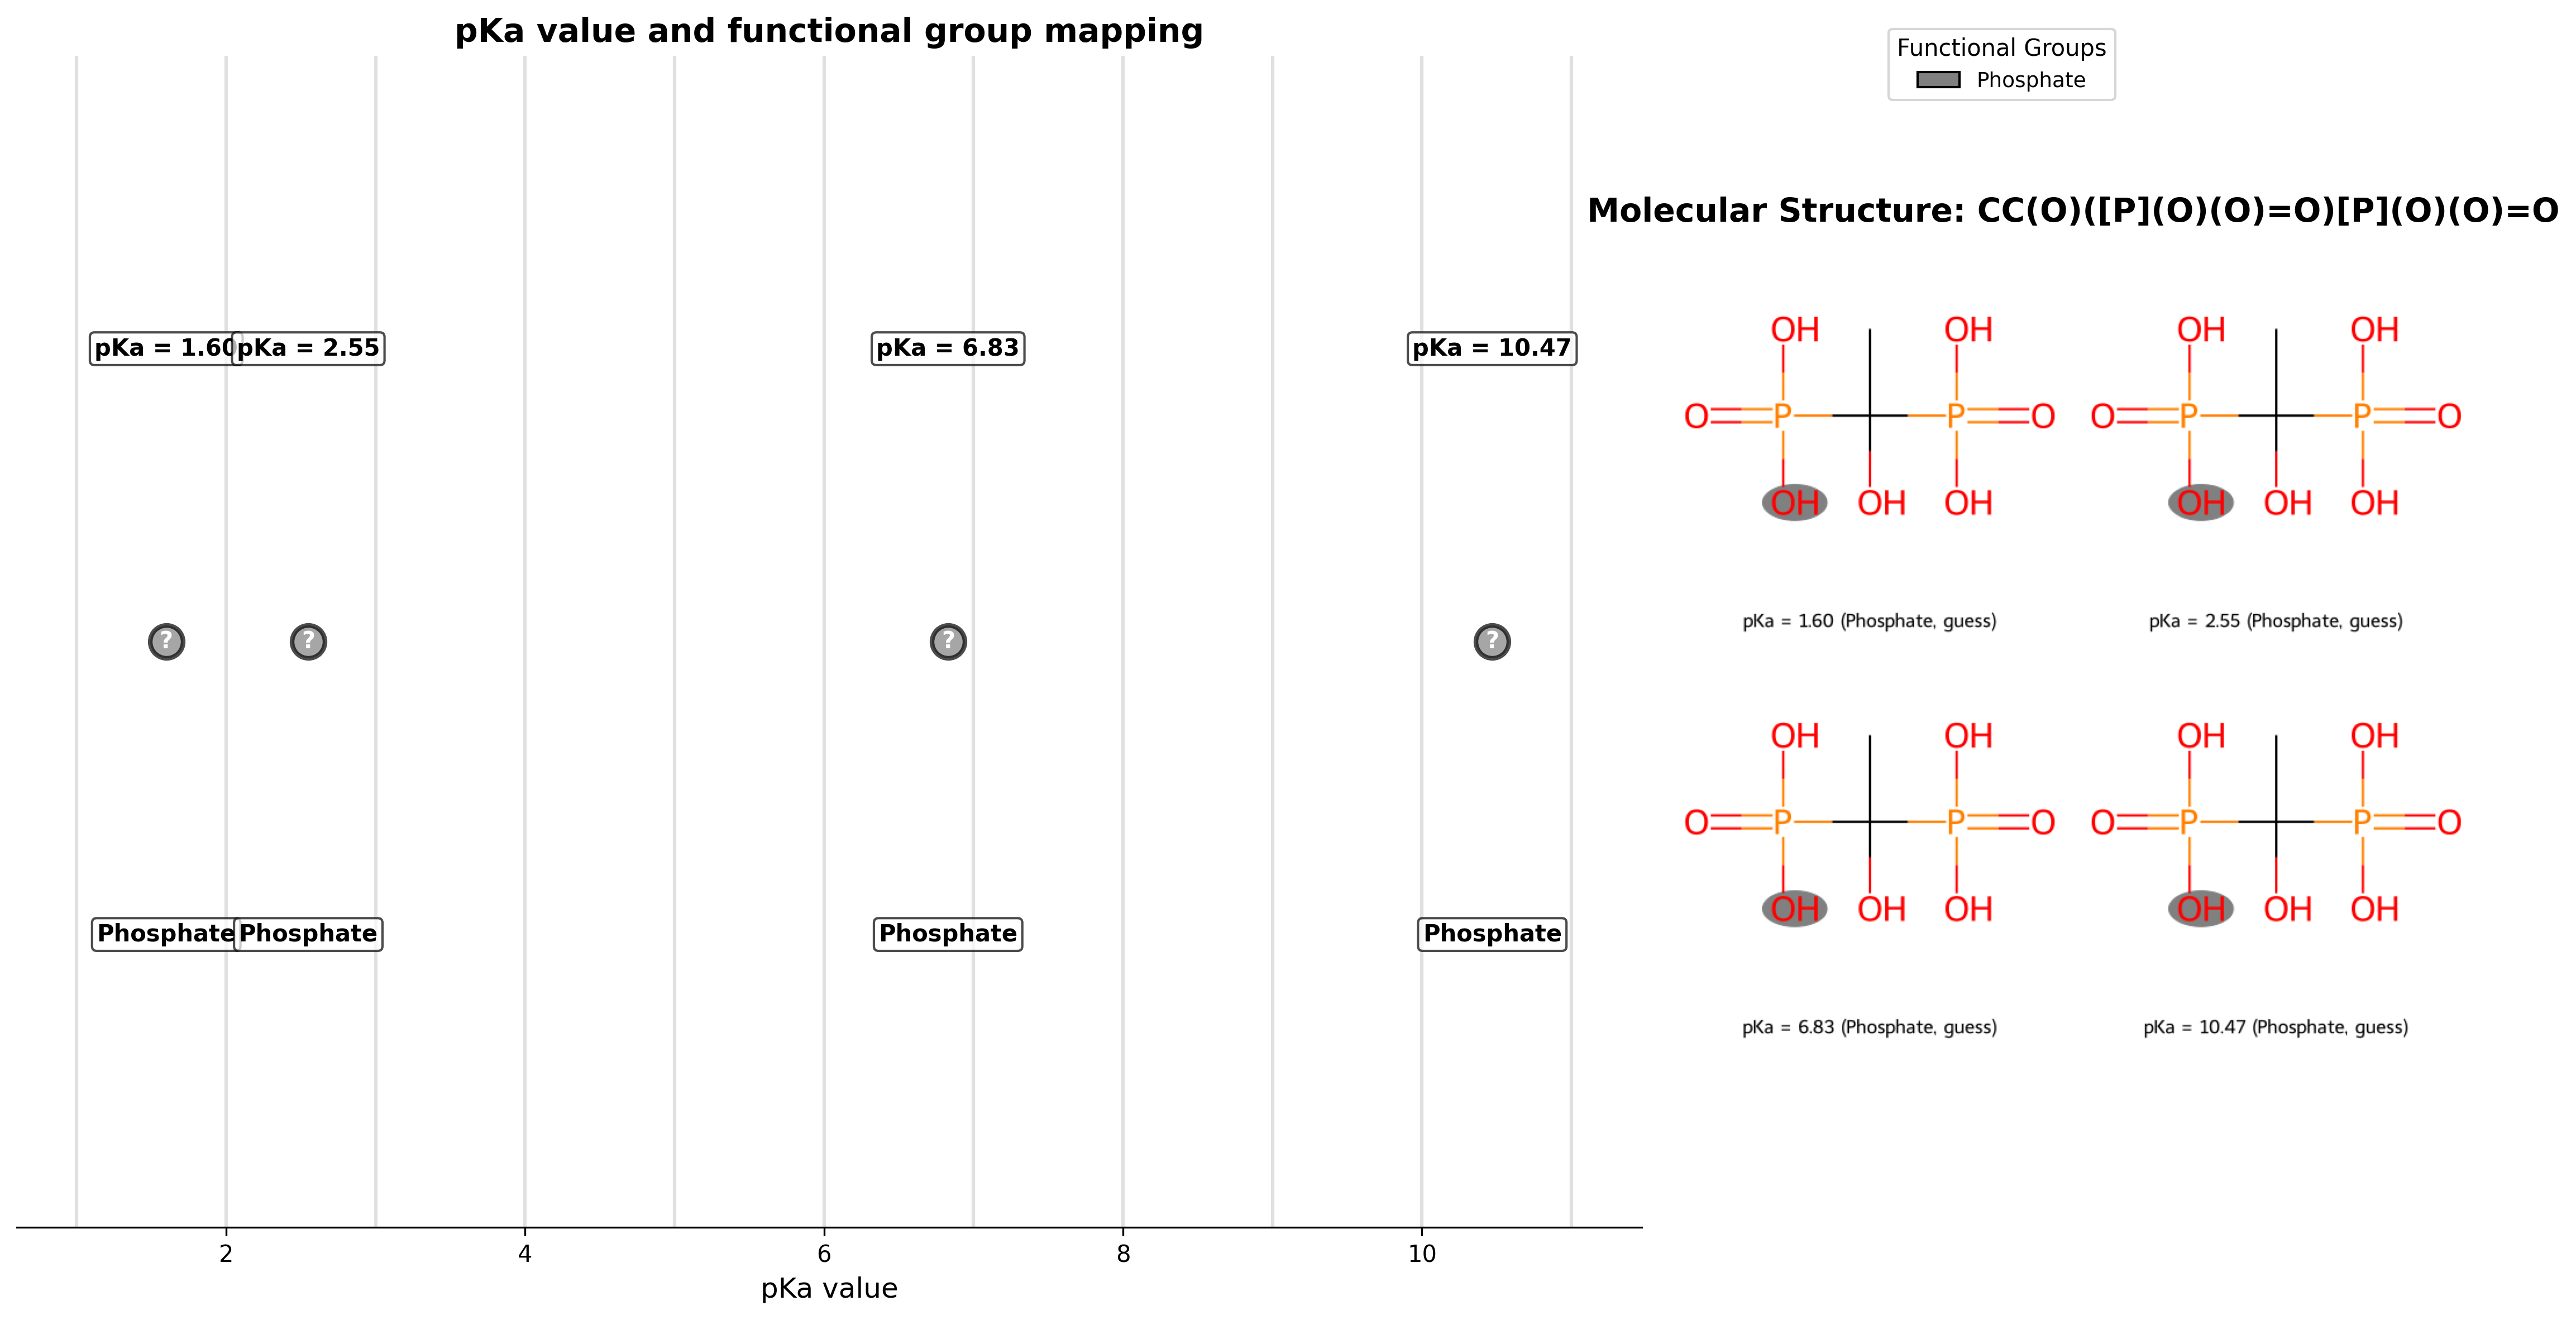 pKa value and functional group mapping
Functional Groups
Phosphate
Molecular Structure: CC(O)([P](O)(O)=O)[P](O)(O)=O
pKa = 1.60
pKa = 2.55
pKa = 6.83
pKa = 10.47
?
?
?
?
Phosphate
Phosphate
Phosphate
Phosphate
2
4
6
8
10
pKa value
OH OH
O P P O
OH OH OH
pKa = 1.60 (Phosphate, guess)
OH OH
O P P O
OH OH OH
pKa = 2.55 (Phosphate, guess)
OH OH
O P P O
OH OH OH
pKa = 6.83 (Phosphate, guess)
OH OH
O P P O
OH OH OH
pKa = 10.47 (Phosphate, guess)